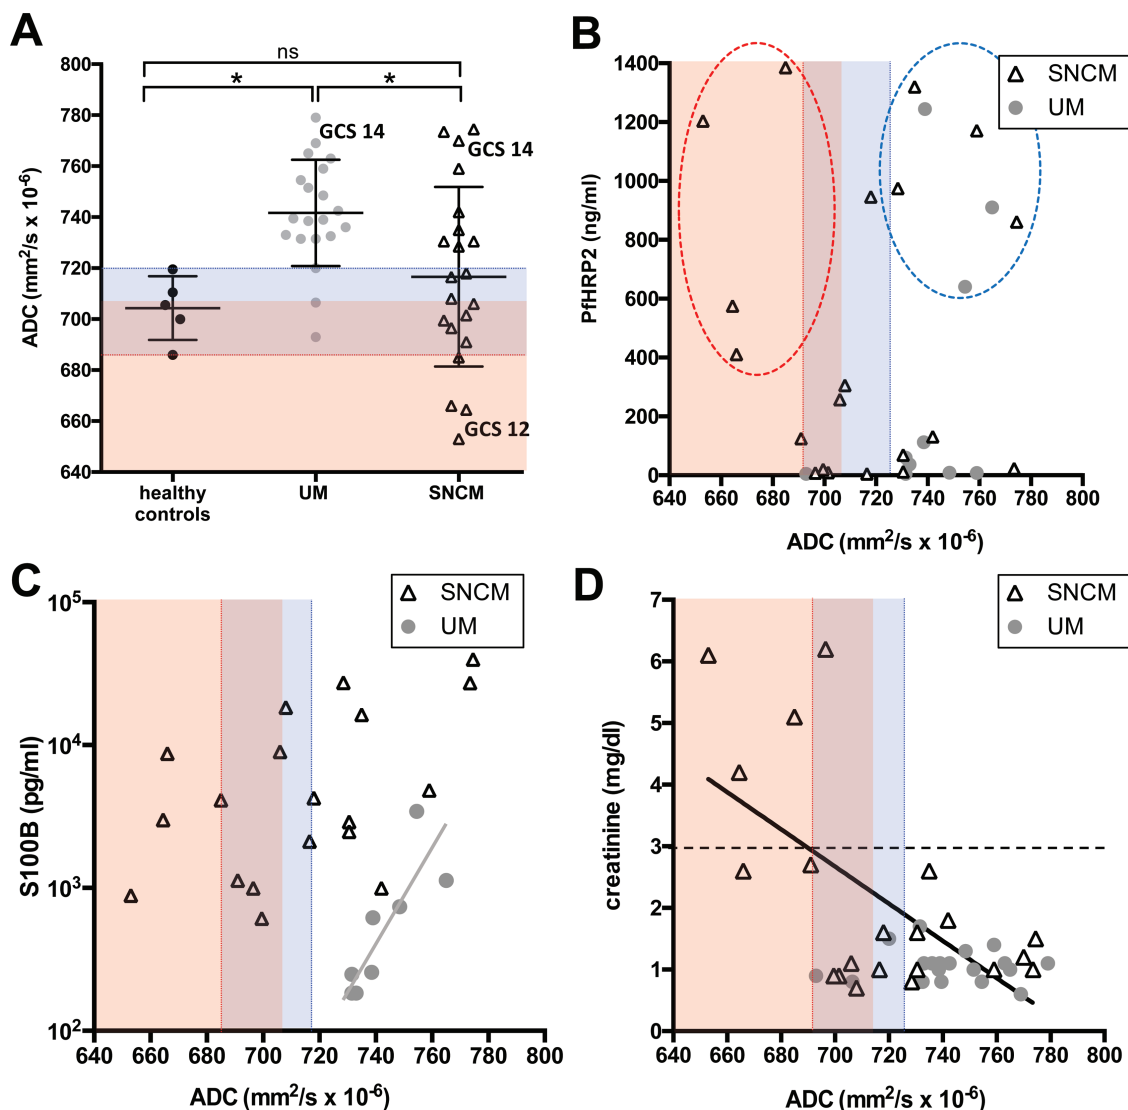 A
ns
* *
GCS 14
GCS 14
GCS 12
800
780
760
740
720
700
680
660
640
ADC (mm²/s x 10⁻⁶)
healthy controls UM SNCM
B
SNCM
UM
1400
1200
1000
800
600
400
200
0
PfHRP2 (ng/ml)
640 660 680 700 720 740 760 780 800
ADC (mm²/s x 10⁻⁶)
C
SNCM
UM
10⁵
10⁴
10³
10²
S100B (pg/ml)
640 660 680 700 720 740 760 780 800
ADC (mm²/s x 10⁻⁶)
D
SNCM
UM
7
6
5
4
3
2
1
0
creatinine (mg/dl)
640 660 680 700 720 740 760 780 800
ADC (mm²/s x 10⁻⁶)